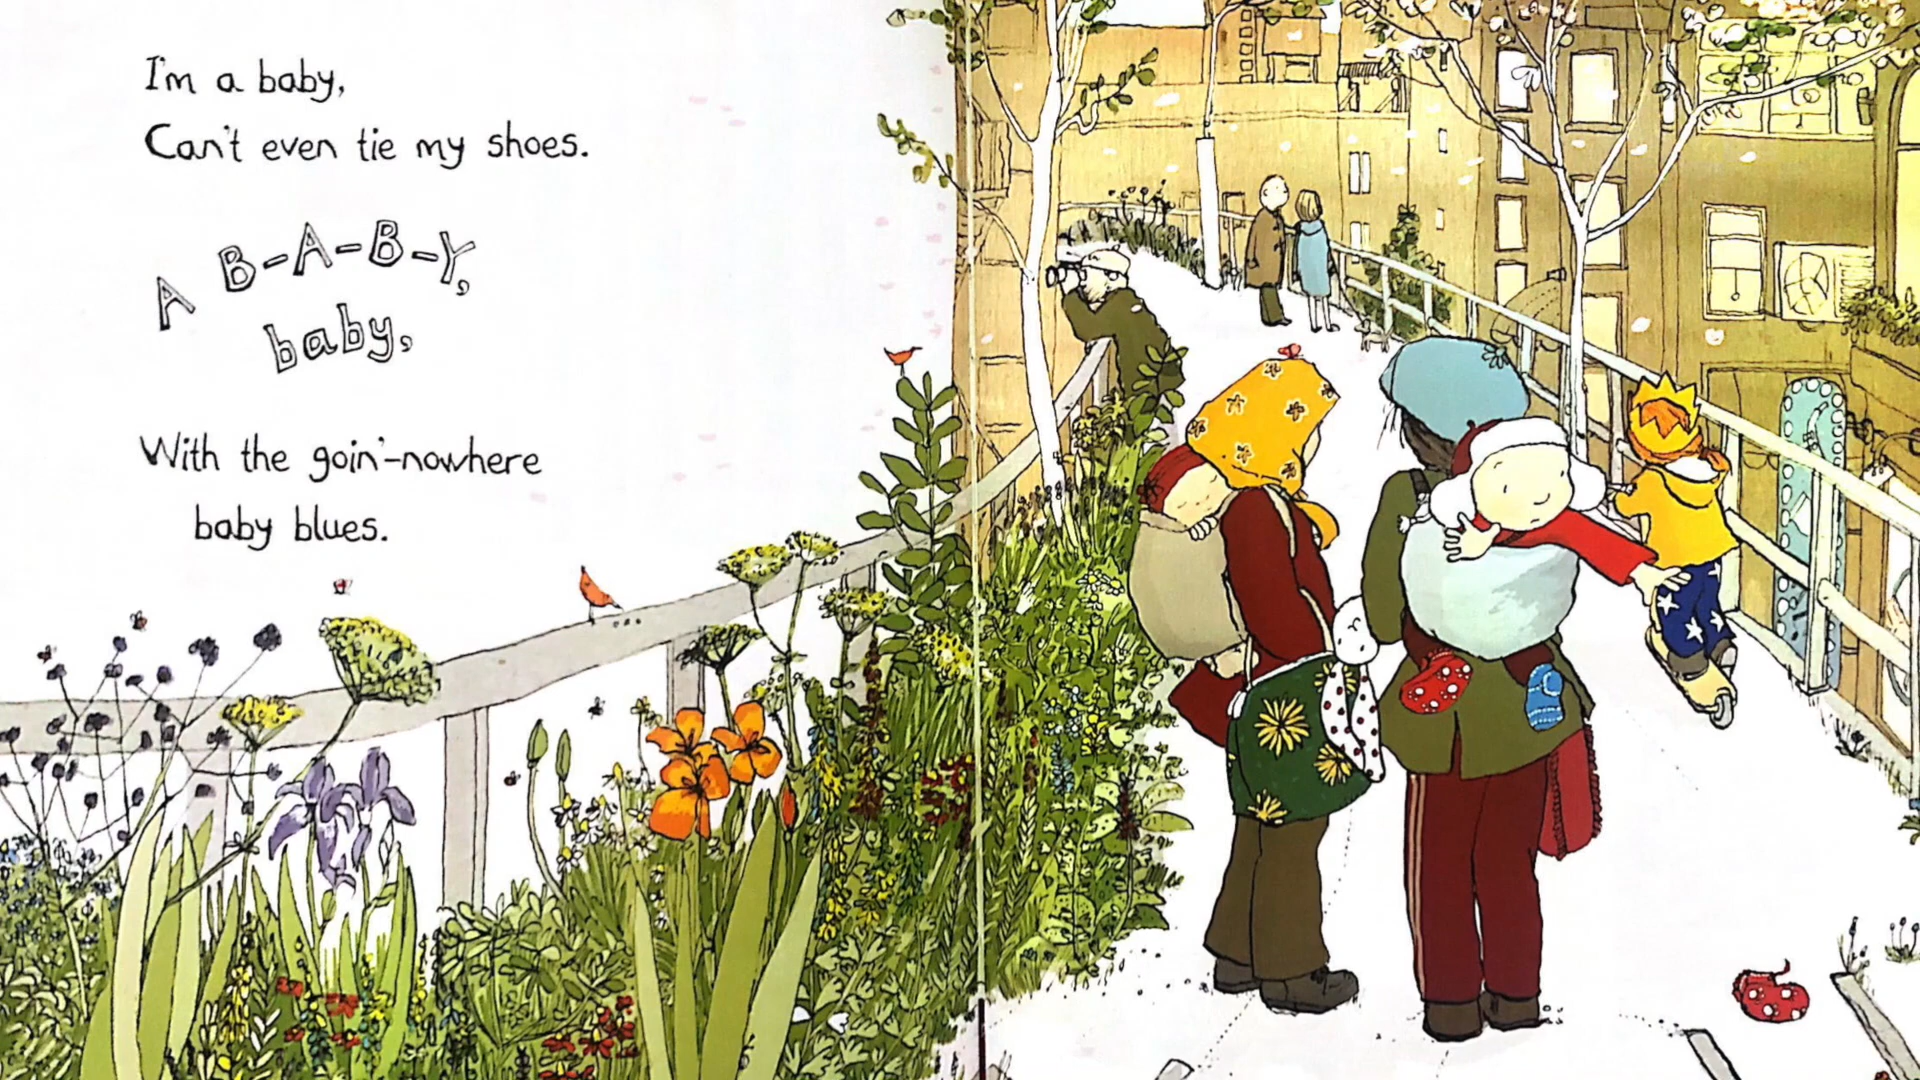 I'm a baby,
Can't even tie my shoes.
A B-A-B-Y,
baby,
With the goin'-nowhere
baby blues.